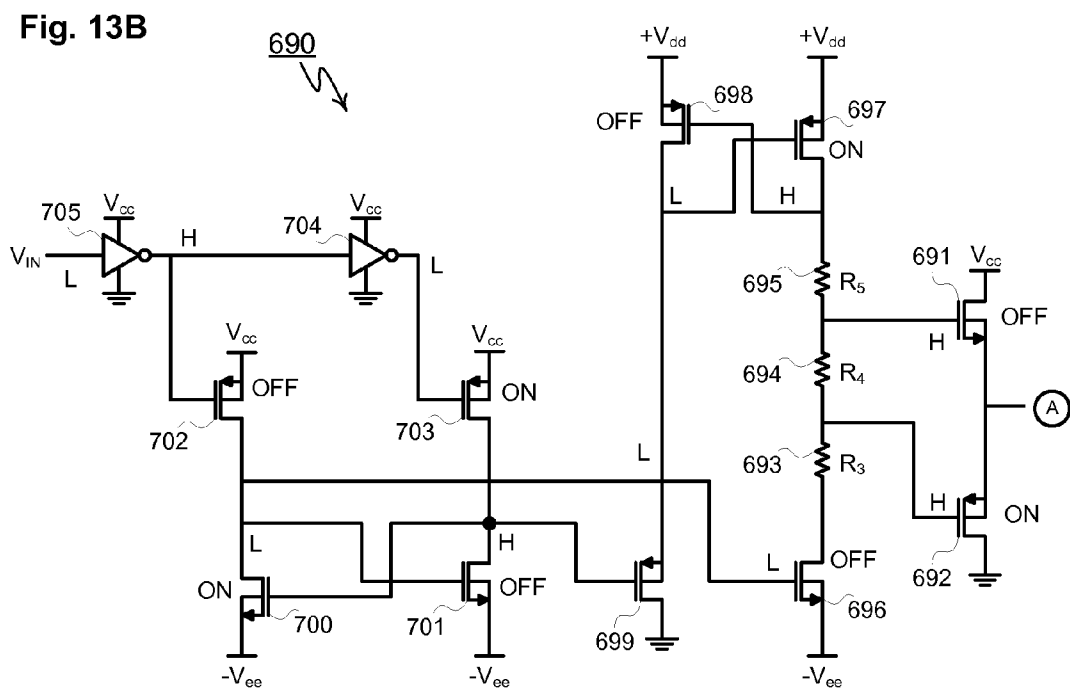 Fig. 13B
690
+Vdd
+Vdd
698
697
OFF
ON
L
H
705
Vcc
704
Vcc
VIN
L
H
L
695
R5
691
Vcc
OFF
H
694
R4
A
Vcc
OFF
702
Vcc
ON
703
693
R3
L
H
ON
692
L
H
L
OFF
ON
700
OFF
701
699
696
-Vee
-Vee
-Vee